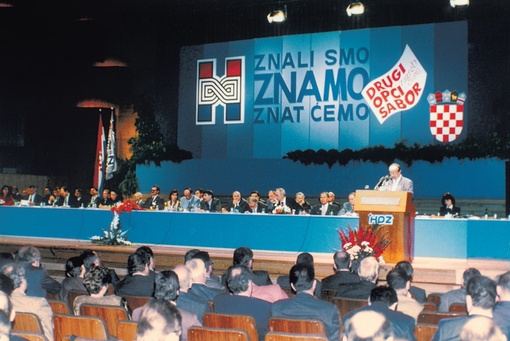 ZNALI SMO
ZNAMO
ZNAT ĆEMO
DRUGI
OPĆI
SABOR
HDZ